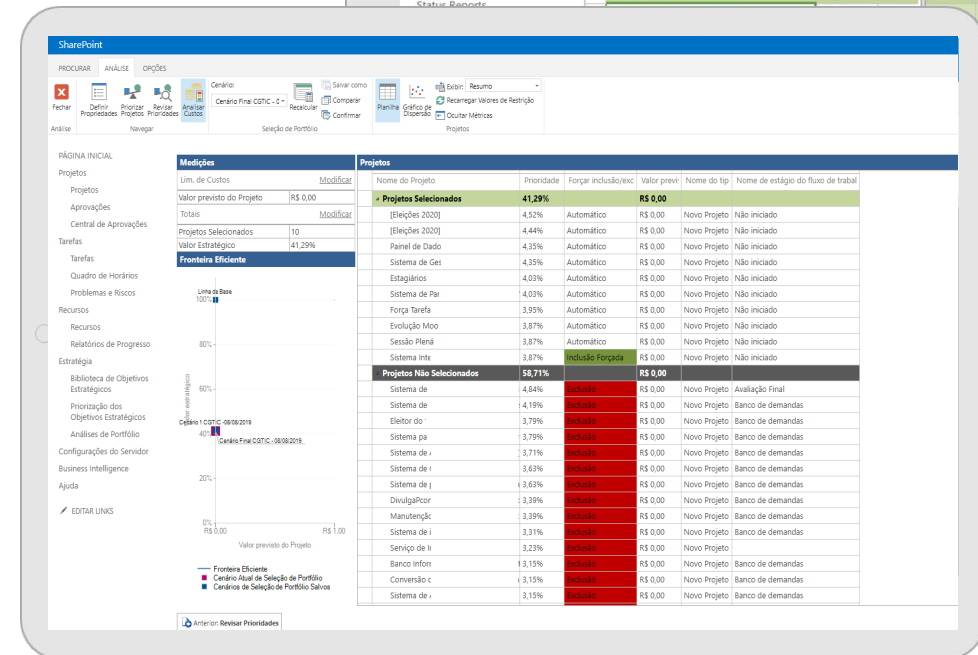 Status Reports
SharePoint
PROCURAR ANÁLISE OPÇÕES
Fechar
Definir Propriedades
Priorizar Projetos
Revisar Prioridades
Analisar Custos
Cenário:
Cenário Final CGTIC - 0
Recalcular
Salvar como
Comparar
Confirmar
Planilha
Gráfico de Dispersão
Exibir: Resumo
Recarregar Valores de Restrição
Ocultar Métricas
Análise Navegar Seleção de Portfólio Projetos
PÁGINA INICIAL
Projetos
Projetos
Aprovações
Central de Aprovações
Tarefas
Tarefas
Quadro de Horários
Problemas e Riscos
Recursos
Recursos
Relatórios de Progresso
Estratégia
Biblioteca de Objetivos
Estratégicos
Priorização dos
Objetivos Estratégicos
Análises de Portfólio
Configurações do Servidor
Business Intelligence
Ajuda
EDITAR LINKS
Medições
Lim. de Custos Modificar
Valor previsto do Projeto R$ 0,00
Totais Modificar
Projetos Selecionados 10
Valor Estratégico 41,29%
Fronteira Eficiente
Linha da Base
100%
80%
60%
Valor estratégico
Cenário 1 CGTIC -08/08/2019
40%
Cenário Final CGTIC - 08/08/2019
20%
0%
R$ 0,00 R$ 1,00
Valor previsto do Projeto
Fronteira Eficiente
Cenário Atual de Seleção de Portfólio
Cenários de Seleção de Portfólio Salvos
Anterior: Revisar Prioridades
Projetos
Nome do Projeto Prioridade Forçar inclusão/exc Valor previ Nome do tip Nome de estágio do fluxo de trabal
Projetos Selecionados 41,29% R$ 0,00
[Eleições 2020] 4,52% Automático R$ 0,00 Novo Projeto Não iniciado
[Eleições 2020] 4,44% Automático R$ 0,00 Novo Projeto Não iniciado
Painel de Dado 4,35% Automático R$ 0,00 Novo Projeto Não iniciado
Sistema de Ges 4,35% Automático R$ 0,00 Novo Projeto Não iniciado
Estagiários 4,03% Automático R$ 0,00 Novo Projeto Não iniciado
Sistema de Par 4,03% Automático R$ 0,00 Novo Projeto Não iniciado
Força Tarefa 3,95% Automático R$ 0,00 Novo Projeto Não iniciado
Evolução Moo 3,87% Automático R$ 0,00 Novo Projeto Não iniciado
Sessão Plená 3,87% Automático R$ 0,00 Novo Projeto Não iniciado
Sistema Inte 3,87% Inclusão Forçada R$ 0,00 Novo Projeto Não iniciado
Projetos Não Selecionados 58,71% R$ 0,00
Sistema de 4,84% Exclusão R$ 0,00 Novo Projeto Avaliação Final
Sistema de 4,19% Exclusão R$ 0,00 Novo Projeto Banco de demandas
Eleitor do 3,79% Exclusão R$ 0,00 Novo Projeto Banco de demandas
Sistema pa 3,79% Exclusão R$ 0,00 Novo Projeto Banco de demandas
Sistema de 3,71% Exclusão R$ 0,00 Novo Projeto Banco de demandas
Sistema de 3,63% Exclusão R$ 0,00 Novo Projeto Banco de demandas
Sistema de 3,63% Exclusão R$ 0,00 Novo Projeto Banco de demandas
DivulgaPcor 3,39% Exclusão R$ 0,00 Novo Projeto Banco de demandas
Manutençã 3,39% Exclusão R$ 0,00 Novo Projeto Banco de demandas
Sistema de i 3,31% Exclusão R$ 0,00 Novo Projeto Banco de demandas
Serviço de 3,23% Exclusão R$ 0,00 Novo Projeto
Banco Infor 3,15% Exclusão R$ 0,00 Novo Projeto Banco de demandas
Conversão 3,15% Exclusão R$ 0,00 Novo Projeto Banco de demandas
Sistema de 3,15% Exclusão R$ 0,00 Novo Projeto Banco de demandas